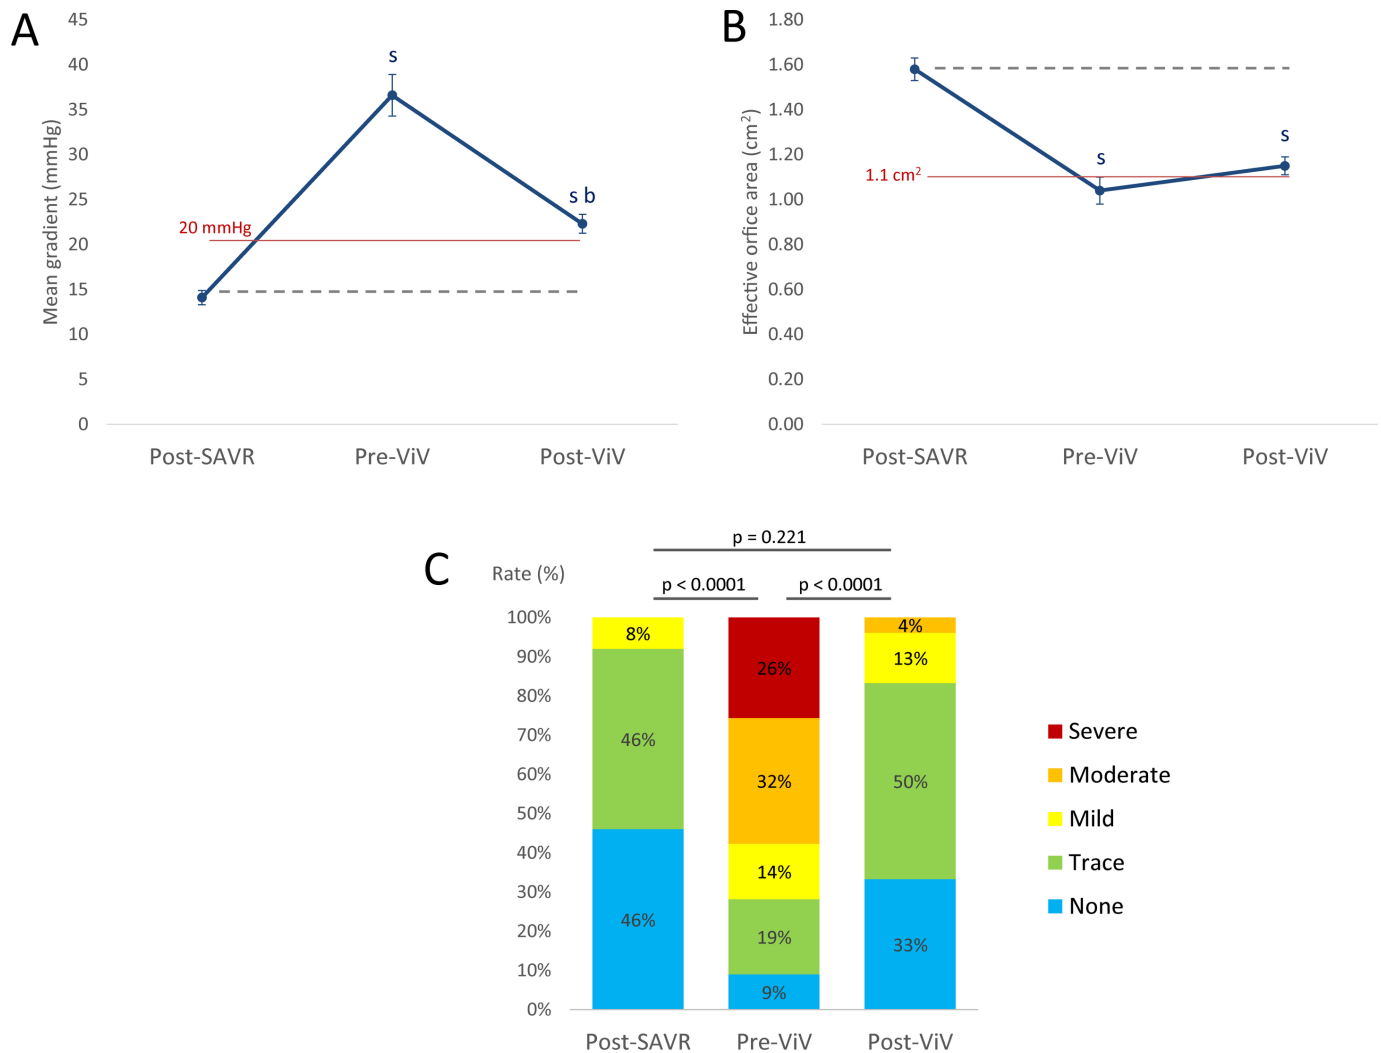 A
Mean gradient (mmHg)
45
40
35
30
25
20
15
10
5
0
s
s b
20 mmHg
Post-SAVR
Pre-ViV
Post-ViV
B
Effective orfice area (cm²)
1.80
1.60
1.40
1.20
1.00
0.80
0.60
0.40
0.20
0.00
s
s
1.1 cm²
Post-SAVR
Pre-ViV
Post-ViV
C
Rate (%)
p = 0.221
p < 0.0001
p < 0.0001
100%
90%
80%
70%
60%
50%
40%
30%
20%
10%
0%
8%
46%
46%
26%
32%
14%
19%
9%
4%
13%
50%
33%
Post-SAVR
Pre-ViV
Post-ViV
Severe
Moderate
Mild
Trace
None